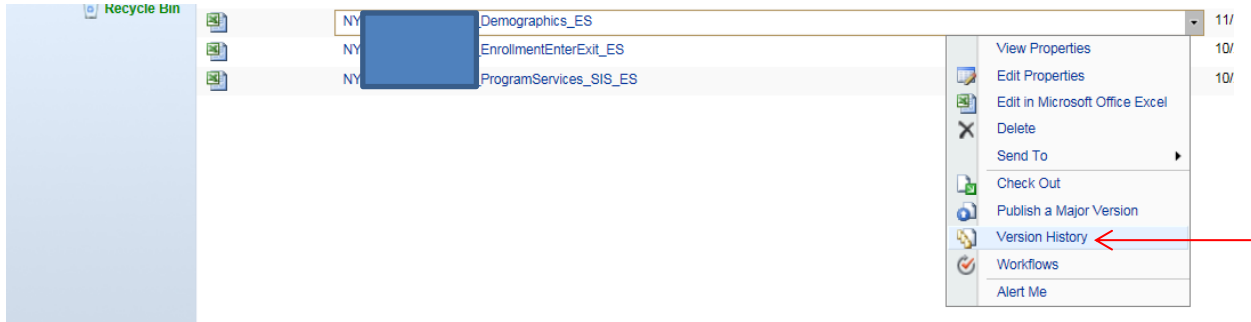 Recycle Bin
NY _Demographics_ES 11/
NY _EnrollmentEnterExit_ES 10/
NY _ProgramServices_SIS_ES 10/
View Properties
Edit Properties
Edit in Microsoft Office Excel
Delete
Send To
Check Out
Publish a Major Version
Version History
Workflows
Alert Me